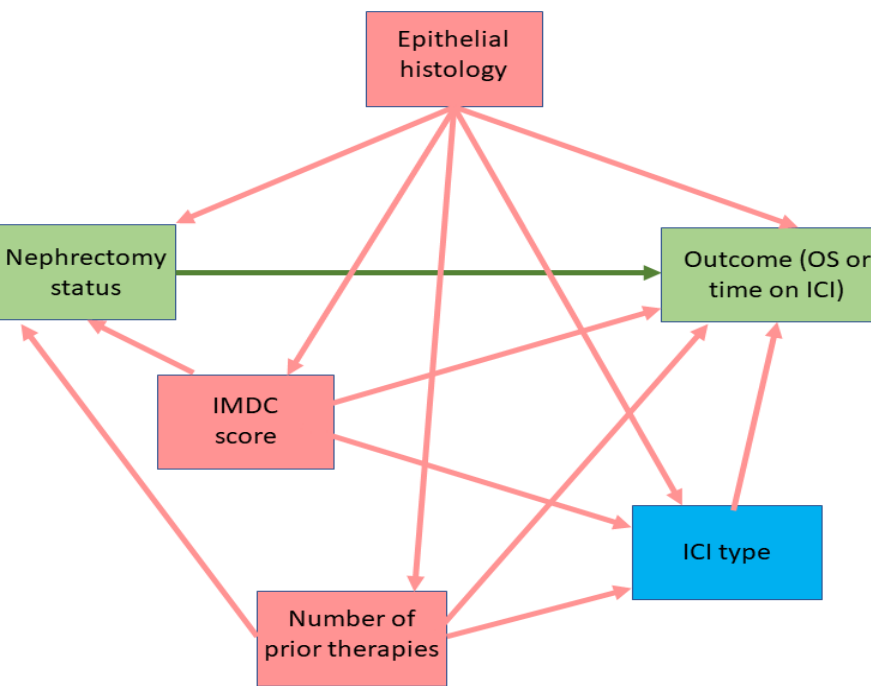 Epithelial
histology
Nephrectomy
status
Outcome (OS or
time on ICI)
IMDC
score
ICI type
Number of
prior therapies